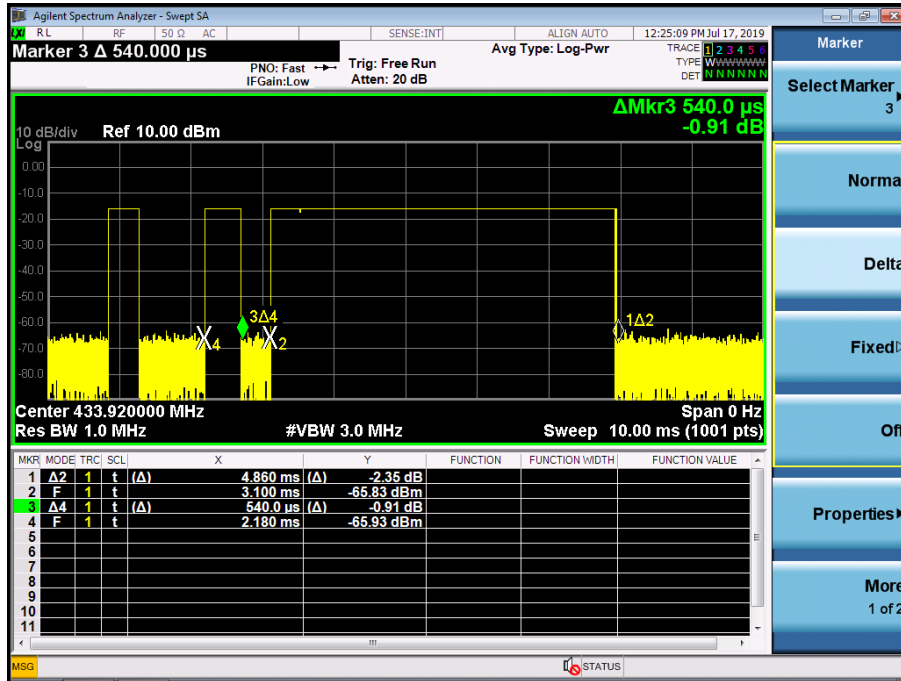 Agilent Spectrum Analyzer - Swept SA
LXI RL RF 50 Ω AC SENSE:INT ALIGN AUTO 12:25:09 PM Jul 17, 2019
Marker 3 Δ 540.000 µs
PNO: Fast
IFGain:Low
Trig: Free Run
Atten: 20 dB
Avg Type: Log-Pwr
TRACE 1 2 3 4 5 6
TYPE WWWWWW
DET N N N N N N
ΔMkr3 540.0 µs
-0.91 dB
10 dB/div Ref 10.00 dBm
Log
0.00
-10.0
-20.0
-30.0
-40.0
-50.0
-60.0
-70.0
-80.0
3Δ4
1Δ2
4
2
Center 433.920000 MHz Span 0 Hz
Res BW 1.0 MHz #VBW 3.0 MHz Sweep 10.00 ms (1001 pts)
MKR MODE TRC SCL X Y FUNCTION FUNCTION WIDTH FUNCTION VALUE
1 Δ2 1 t (Δ) 4.860 ms (Δ) -2.35 dB
2 F 1 t 3.100 ms -65.83 dBm
3 Δ4 1 t (Δ) 540.0 µs (Δ) -0.91 dB
4 F 1 t 2.180 ms -65.93 dBm
5
6
7
8
9
10
11
MSG STATUS
Marker
Select Marker
3
Norma
Delta
Fixed
Of
Properties
More
1 of 2